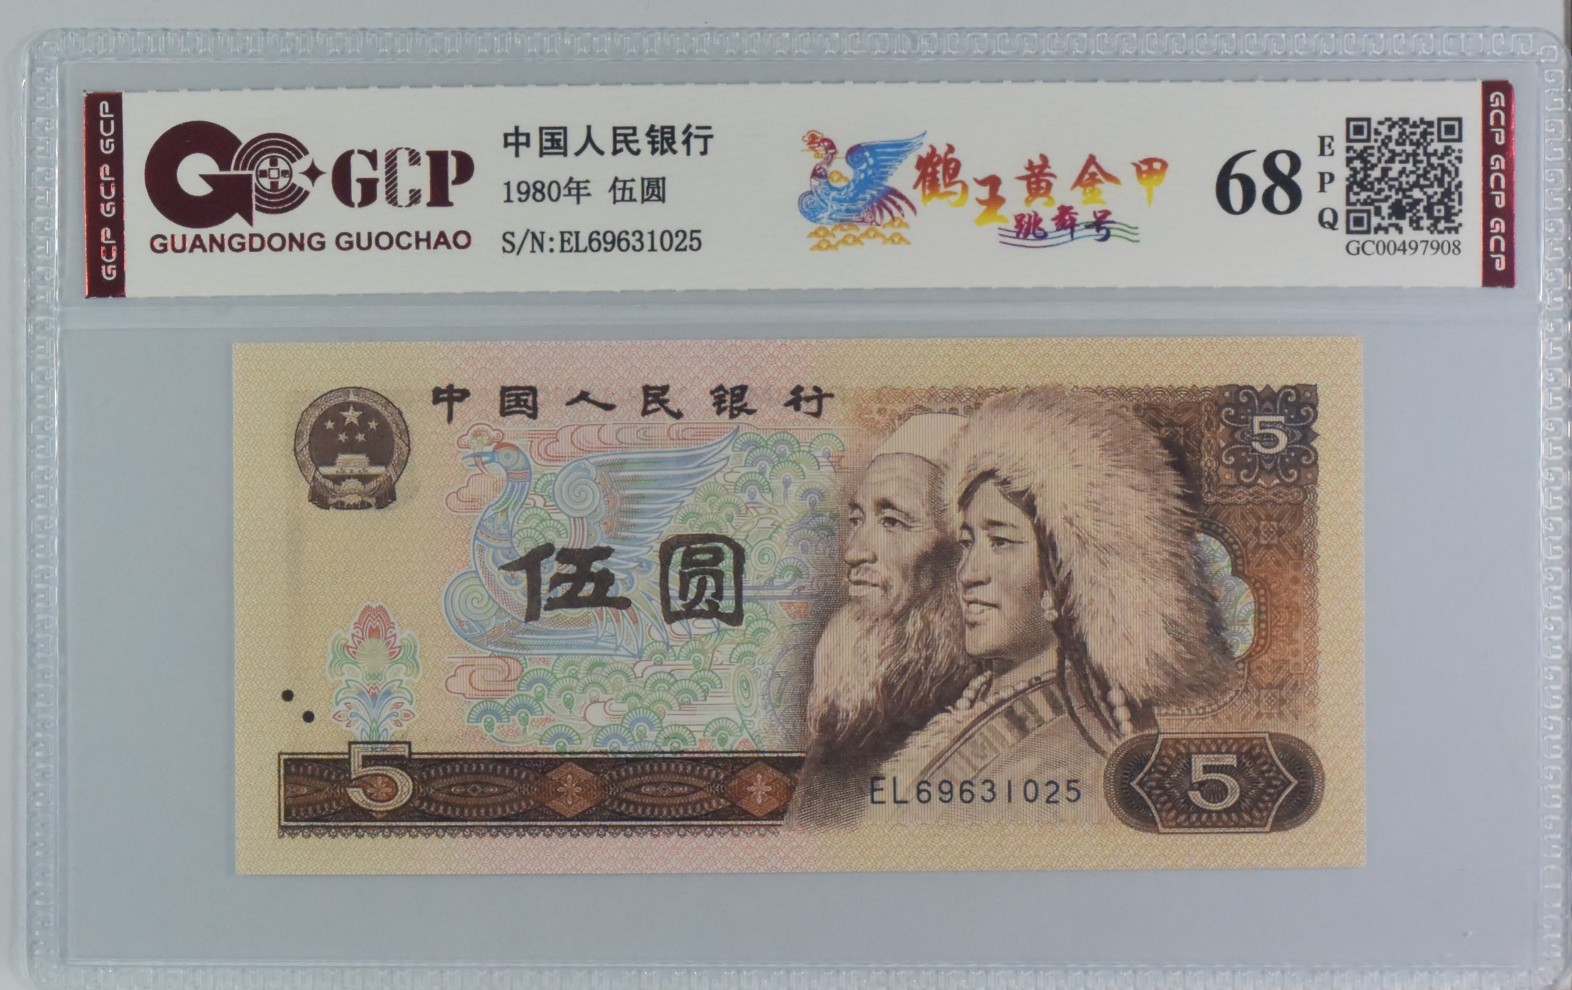 GCP GCP GCP
GCP
GUANGDONG GUOCHAO
中国人民银行
1980年 伍圆
S/N:EL69631025
鹤王黄金甲
跳舞号
68
EPQ
GC00497908
GCP GCP GCP
中国人民银行
5
伍圆
5
EL69631025
5